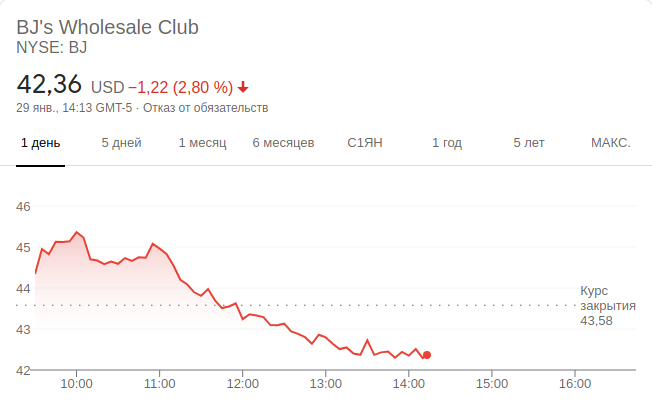 BJ's Wholesale Club
NYSE: BJ
42,36 USD −1,22 (2,80 %)
29 янв., 14:13 GMT-5 · Отказ от обязательств
1 день 5 дней 1 месяц 6 месяцев С1ЯН 1 год 5 лет МАКС.
46
45
44
Курс
закрытия
43,58
43
42
10:00 11:00 12:00 13:00 14:00 15:00 16:00